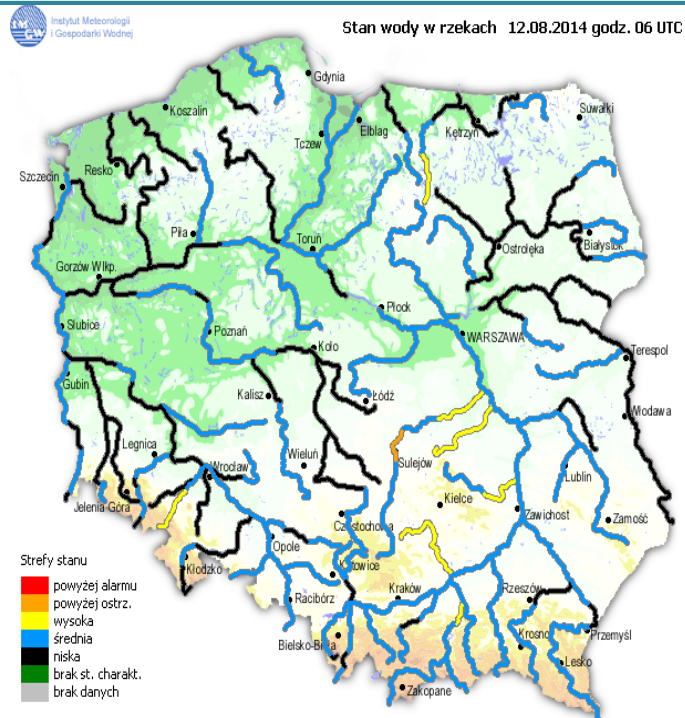 IMGW
Instytut Meteorologii
i Gospodarki Wodnej
Stan wody w rzekach 12.08.2014 godz. 06 UTC
Gdynia
Koszalin
Suwałki
Elbląg
Kętrzyn
Tczew
Resko
Szczecin
Piła
Toruń
Ostrołęka
Białystok
Gorzów Wlkp.
Płock
Słubice
Poznań
WARSZAWA
Koło
Terespol
Gubin
Kalisz
Łódź
Włodawa
Legnica
Wieluń
Sulejów
Wrocław
Lublin
Jelenia Góra
Kielce
Zawichost
Zamość
Częstochowa
Opole
Kłodzko
Katowice
Racibórz
Kraków
Rzeszów
Bielsko-Biała
Krosno
Przemyśl
Lesko
Zakopane
Strefy stanu
powyżej alarmu
powyżej ostrz.
wysoka
średnia
niska
brak st. charakt.
brak danych